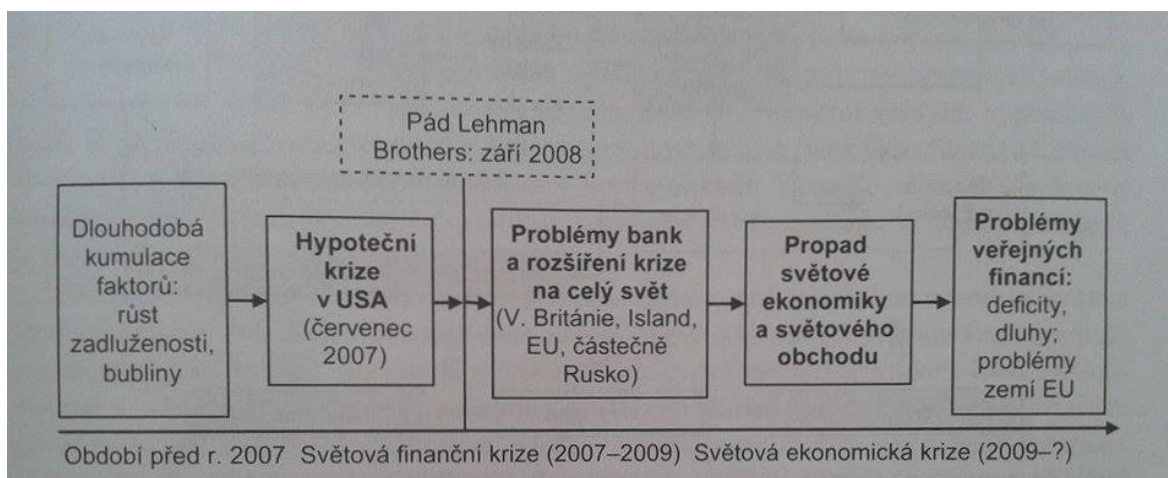 Pád Lehman
Brothers: září 2008
Dlouhodobá
kumulace
faktorů:
růst
zadluženosti,
bubliny
Hypoteční
krize
v USA
(červenec
2007)
Problémy bank
a rozšíření krize
na celý svět
(V. Británie, Island,
EU, částečně
Rusko)
Propad
světové
ekonomiky
a světového
obchodu
Problémy
veřejných
financí:
deficity,
dluhy;
problémy
zemí EU
Období před r. 2007 Světová finanční krize (2007–2009) Světová ekonomická krize (2009–?)